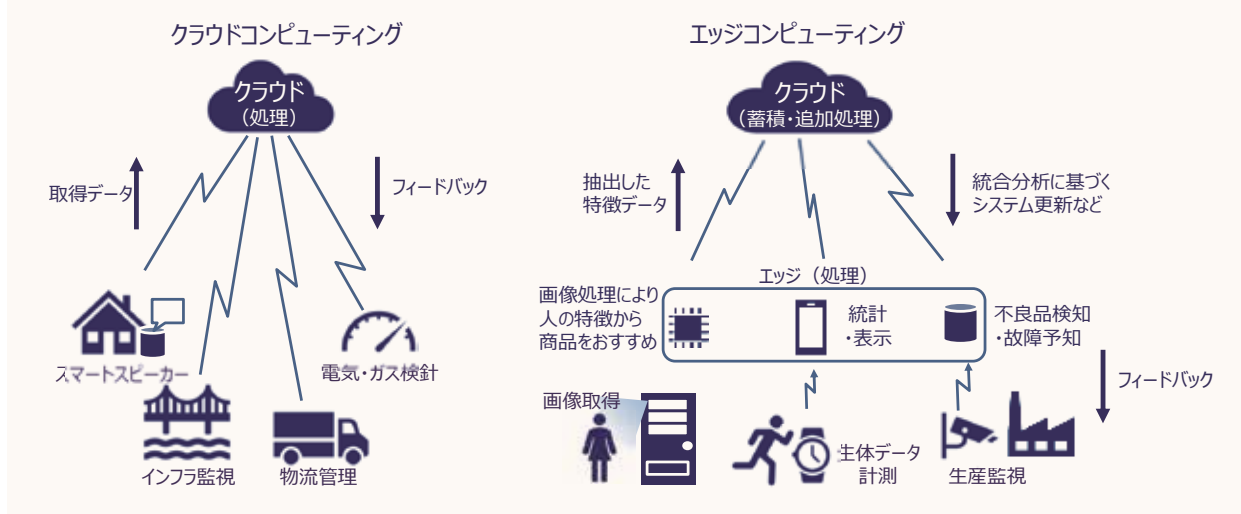 クラウドコンピューティング
クラウド
（処理）
取得データ
フィードバック
スマートスピーカー
電気・ガス検針
インフラ監視
物流管理
エッジコンピューティング
クラウド
（蓄積・追加処理）
抽出した
特徴データ
統合分析に基づく
システム更新など
エッジ（処理）
画像処理により
人の特徴から
商品をおすすめ
統計
・表示
不良品検知
・故障予知
フィードバック
画像取得
生体データ
計測
生産監視